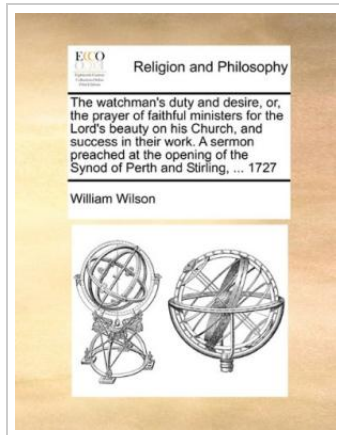 ECCO
Religion and Philosophy
The watchman's duty and desire, or,
the prayer of faithful ministers for the
Lord's beauty on his Church, and
success in their work. A sermon
preached at the opening of the
Synod of Perth and Stirling, ... 1727
William Wilson